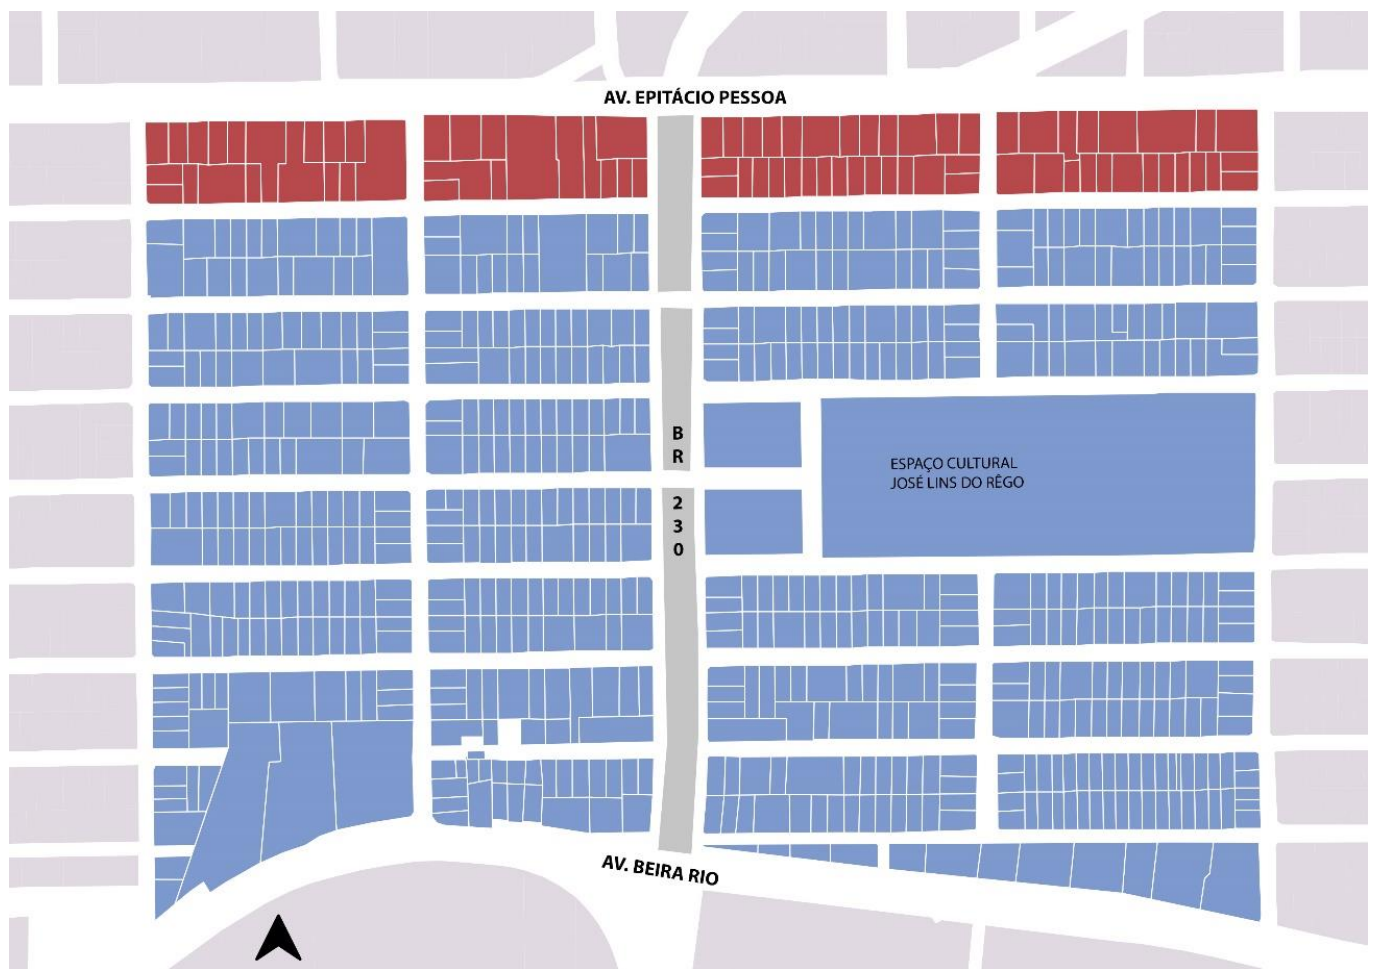 AV. EPITÁCIO PESSOA
B
R
2
3
0
ESPAÇO CULTURAL
JOSÉ LINS DO RÊGO
AV. BEIRA RIO